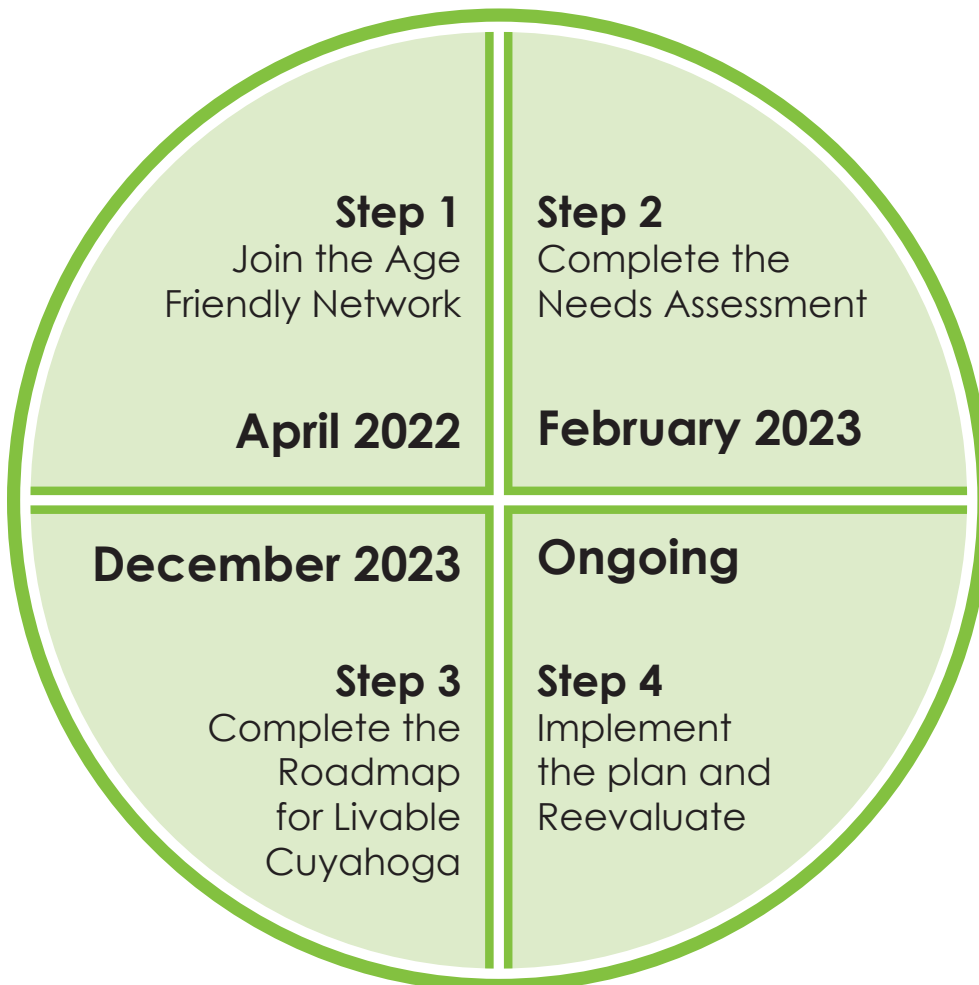 Step 1
Join the Age
Friendly Network
April 2022
Step 2
Complete the
Needs Assessment
February 2023
December 2023
Step 3
Complete the
Roadmap
for Livable
Cuyahoga
Ongoing
Step 4
Implement
the plan and
Reevaluate